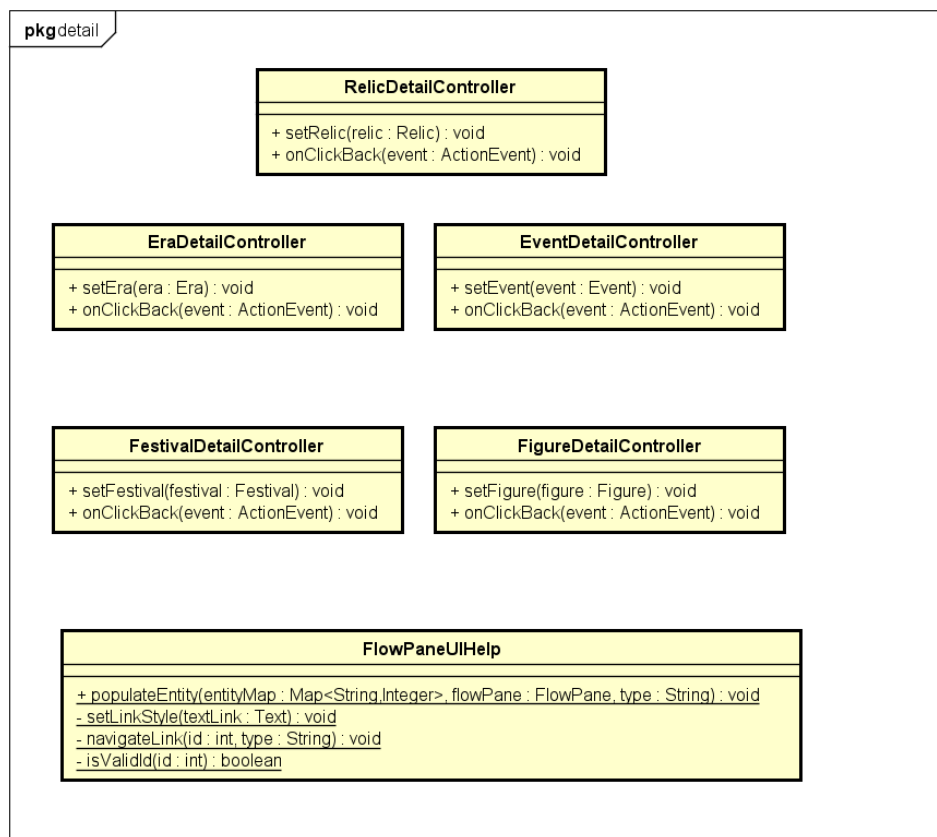 pkg detail
RelicDetailController
+ setRelic(relic : Relic) : void
+ onClickBack(event : ActionEvent) : void
EraDetailController
+ setEra(era : Era) : void
+ onClickBack(event : ActionEvent) : void
EventDetailController
+ setEvent(event : Event) : void
+ onClickBack(event : ActionEvent) : void
FestivalDetailController
+ setFestival(festival : Festival) : void
+ onClickBack(event : ActionEvent) : void
FigureDetailController
+ setFigure(figure : Figure) : void
+ onClickBack(event : ActionEvent) : void
FlowPaneUIHelp
+ populateEntity(entityMap : Map<String,Integer>, flowPane : FlowPane, type : String) : void
- setLinkStyle(textLink : Text) : void
- navigateLink(id : int, type : String) : void
- isValidId(id : int) : boolean